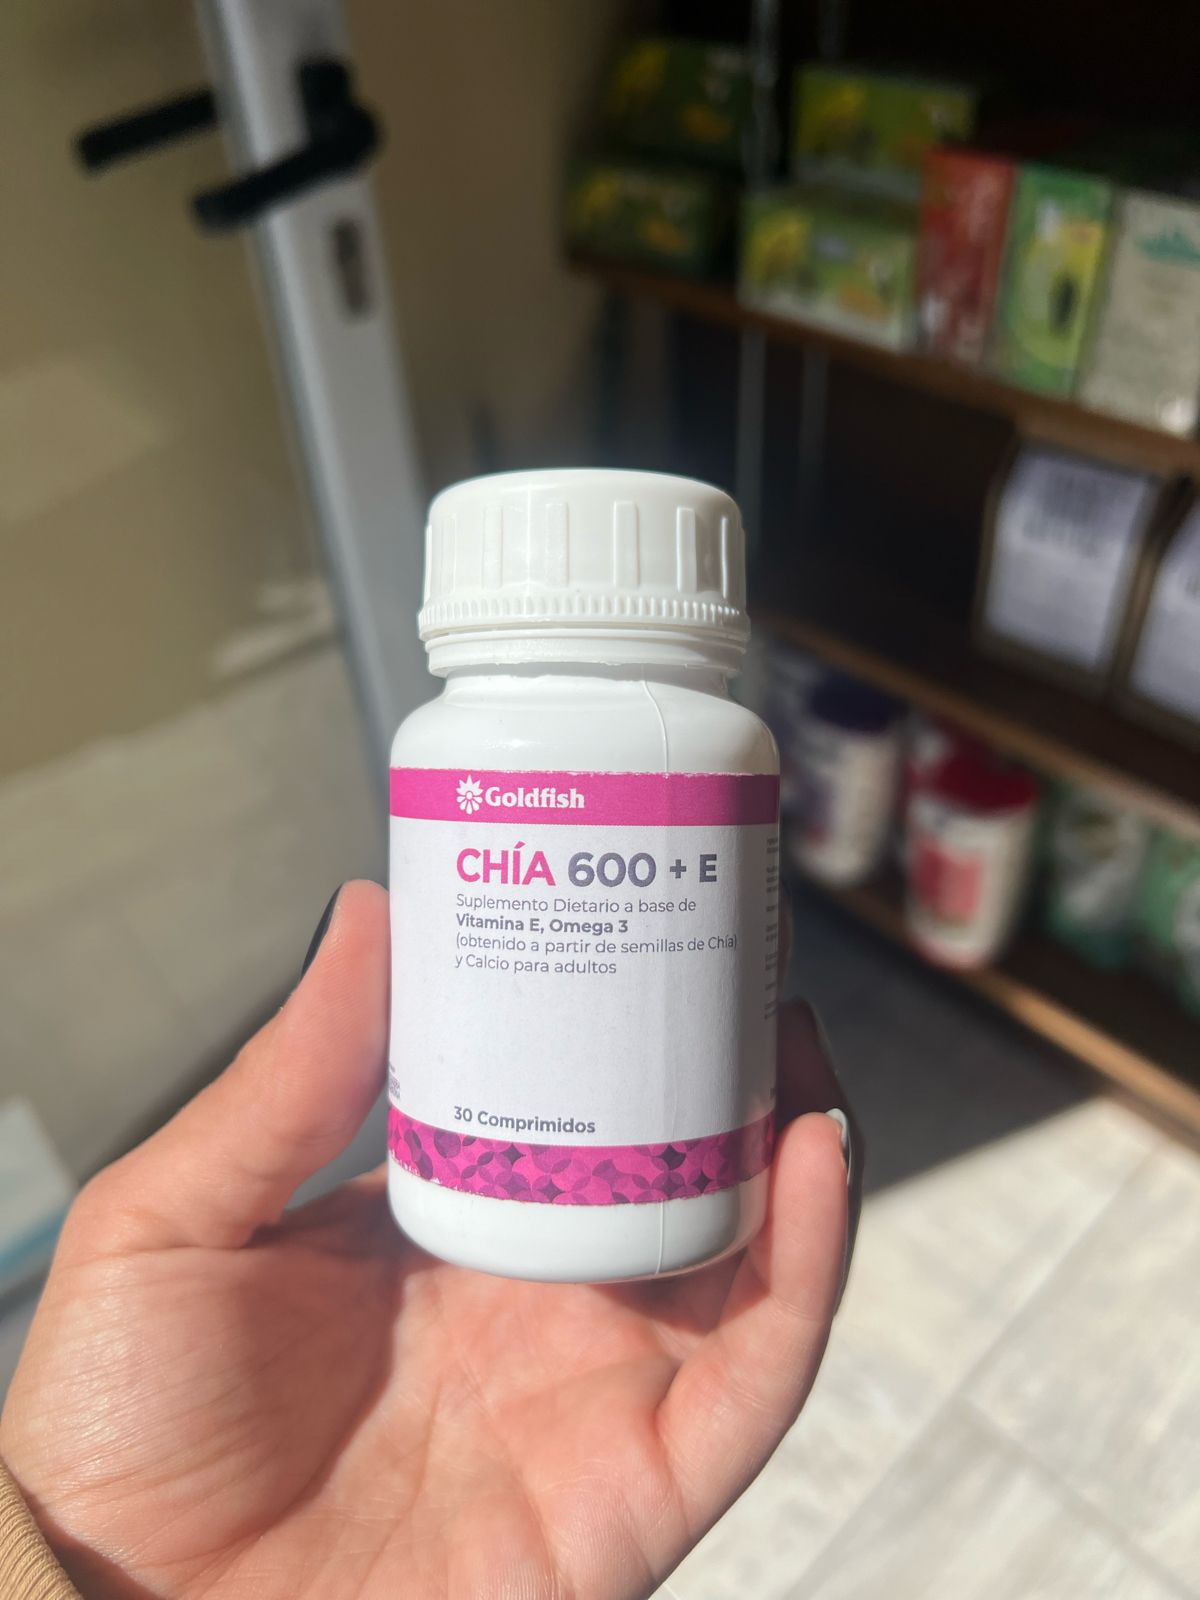 Goldfish
CHÍA 600 + E
Suplemento Dietario a base de
Vitamina E, Omega 3
(obtenido a partir de semillas de Chía)
y Calcio para adultos
30 Comprimidos